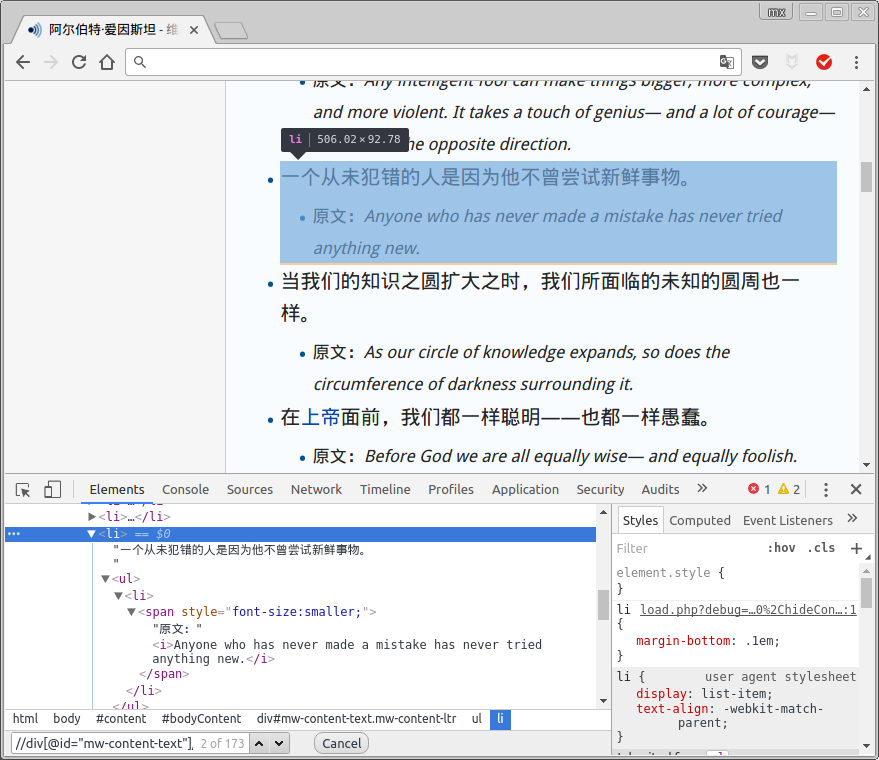 mx
阿尔伯特·爱因斯坦 - 维
原文：Any intelligent fool can make things bigger, more complex,
and more violent. It takes a touch of genius— and a lot of courage—
he opposite direction.
li 506.02×92.78
一个从未犯错的人是因为他不曾尝试新鲜事物。
原文：Anyone who has never made a mistake has never tried
anything new.
当我们的知识之圆扩大之时，我们所面临的未知的圆周也一
样。
原文：As our circle of knowledge expands, so does the
circumference of darkness surrounding it.
在上帝面前，我们都一样聪明——也都一样愚蠢。
原文：Before God we are all equally wise— and equally foolish.
Elements Console Sources Network Timeline Profiles Application Security Audits » 1 2
▶<li>…</li>
… ▼<li> == $0
"一个从未犯错的人是因为他不曾尝试新鲜事物。
"
▼<ul>
▼<li>
▼<span style="font-size:smaller;">
"原文："
<i>Anyone who has never made a mistake has never tried
anything new.</i>
</span>
</li>
</ul>
html body #content #bodyContent div#mw-content-text.mw-content-ltr ul li
//div[@id="mw-content-text"], 2 of 173 Cancel
Styles Computed Event Listeners »
Filter :hov .cls +
element.style {
}
li load.php?debug=…0%2ChideCon…:1
{
margin-bottom: .1em;
}
li { user agent stylesheet
display: list-item;
text-align: -webkit-match-
parent;
}